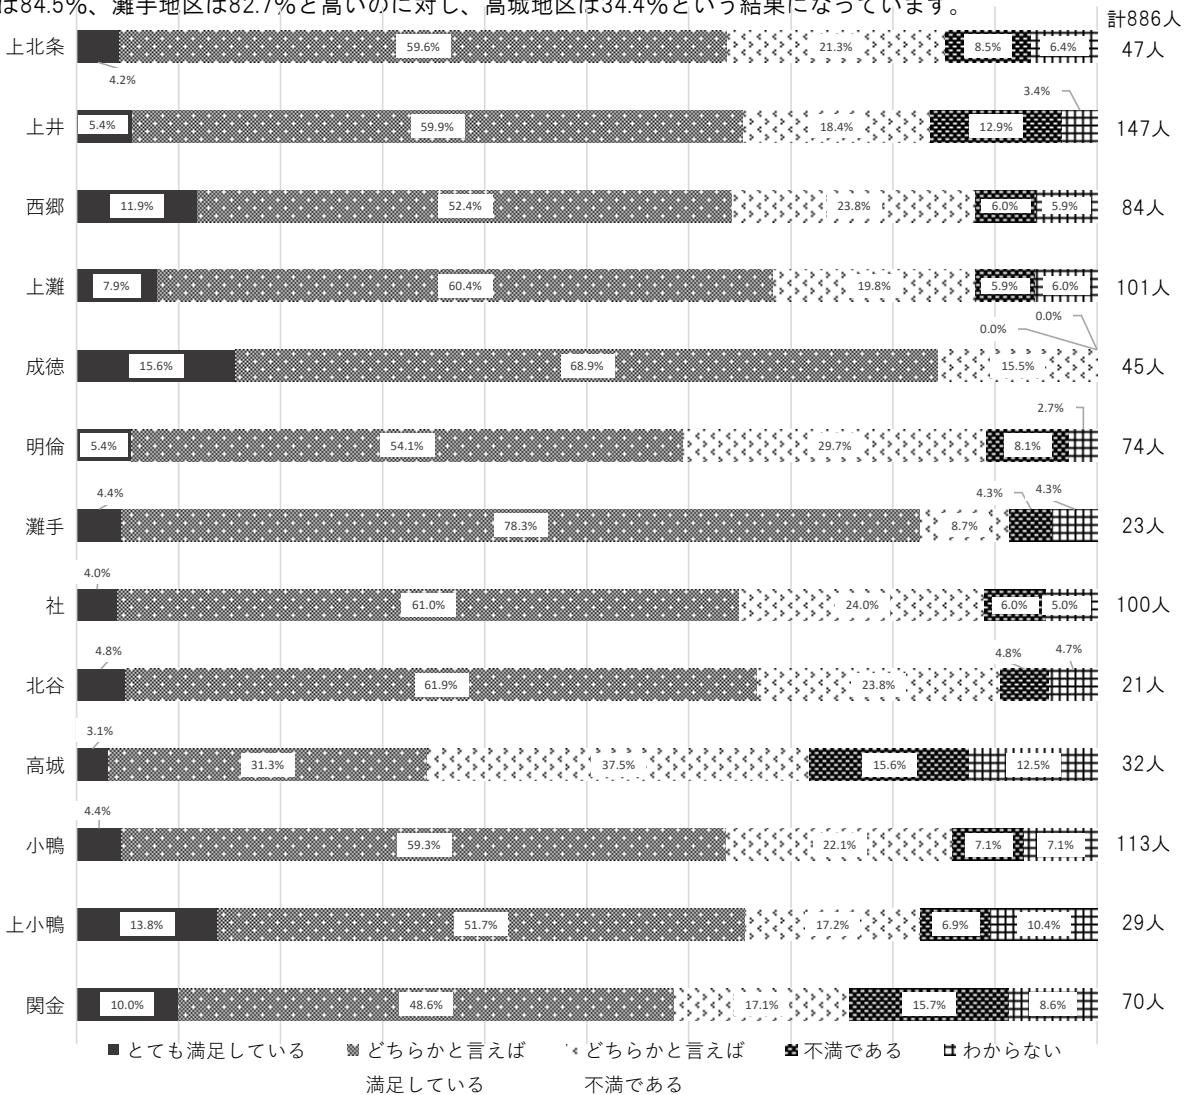 は84.5%、灘手地区は82.7%と高いのに対し、高城地区は34.4%という結果になっています。
計886人
上北条 59.6% 21.3% 8.5% 6.4% 47人
4.2%
3.4%
上井 5.4% 59.9% 18.4% 12.9% 147人
西郷 11.9% 52.4% 23.8% 6.0% 5.9% 84人
上灘 7.9% 60.4% 19.8% 5.9% 6.0% 101人
0.0% 0.0%
成徳 15.6% 68.9% 15.5% 45人
2.7%
明倫 5.4% 54.1% 29.7% 8.1% 74人
4.4% 4.3% 4.3%
灘手 78.3% 8.7% 23人
4.0%
社 61.0% 24.0% 6.0% 5.0% 100人
4.8% 4.8% 4.7%
北谷 61.9% 23.8% 21人
3.1%
高城 31.3% 37.5% 15.6% 12.5% 32人
4.4%
小鴨 59.3% 22.1% 7.1% 7.1% 113人
上小鴨 13.8% 51.7% 17.2% 6.9% 10.4% 29人
関金 10.0% 48.6% 17.1% 15.7% 8.6% 70人
とても満足している どちらかと言えば どちらかと言えば 不満である わからない
満足している 不満である